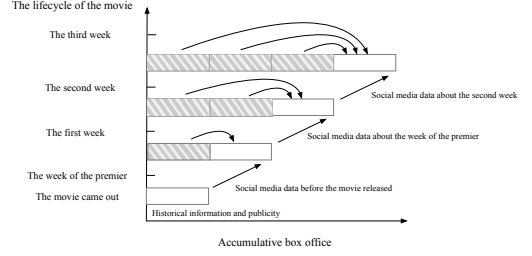 The lifecycle of the movie
The third week
The second week
Social media data about the second week
The first week
Social media data about the week of the premier
The week of the premier
Social media data before the movie released
The movie came out
Historical information and publicity
Accumulative box office